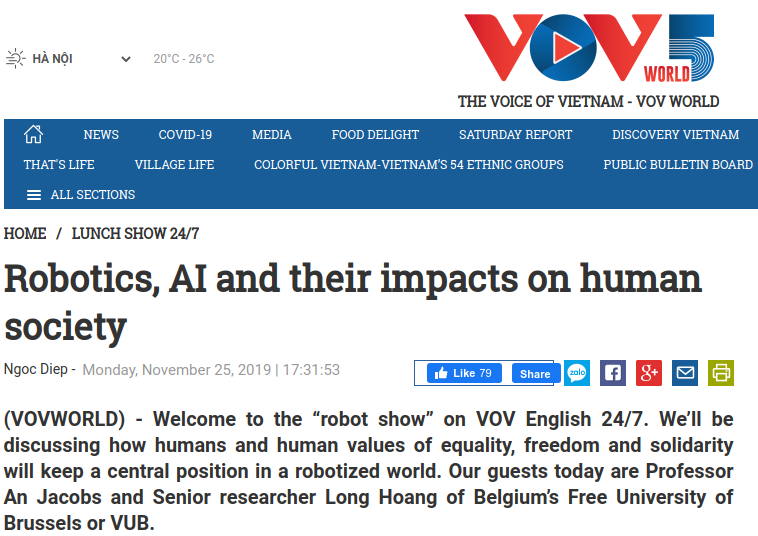 HÀ NỘI
20°C - 26°C
VOV5
WORLD
THE VOICE OF VIETNAM - VOV WORLD
NEWS COVID-19 MEDIA FOOD DELIGHT SATURDAY REPORT DISCOVERY VIETNAM
THAT'S LIFE VILLAGE LIFE COLORFUL VIETNAM-VIETNAM'S 54 ETHNIC GROUPS PUBLIC BULLETIN BOARD
ALL SECTIONS
HOME / LUNCH SHOW 24/7
Robotics, AI and their impacts on human
society
Ngoc Diep - Monday, November 25, 2019 | 17:31:53
Like 79 Share zalo g+
(VOVWORLD) - Welcome to the “robot show” on VOV English 24/7. We’ll be
discussing how humans and human values of equality, freedom and solidarity
will keep a central position in a robotized world. Our guests today are Professor
An Jacobs and Senior researcher Long Hoang of Belgium’s Free University of
Brussels or VUB.